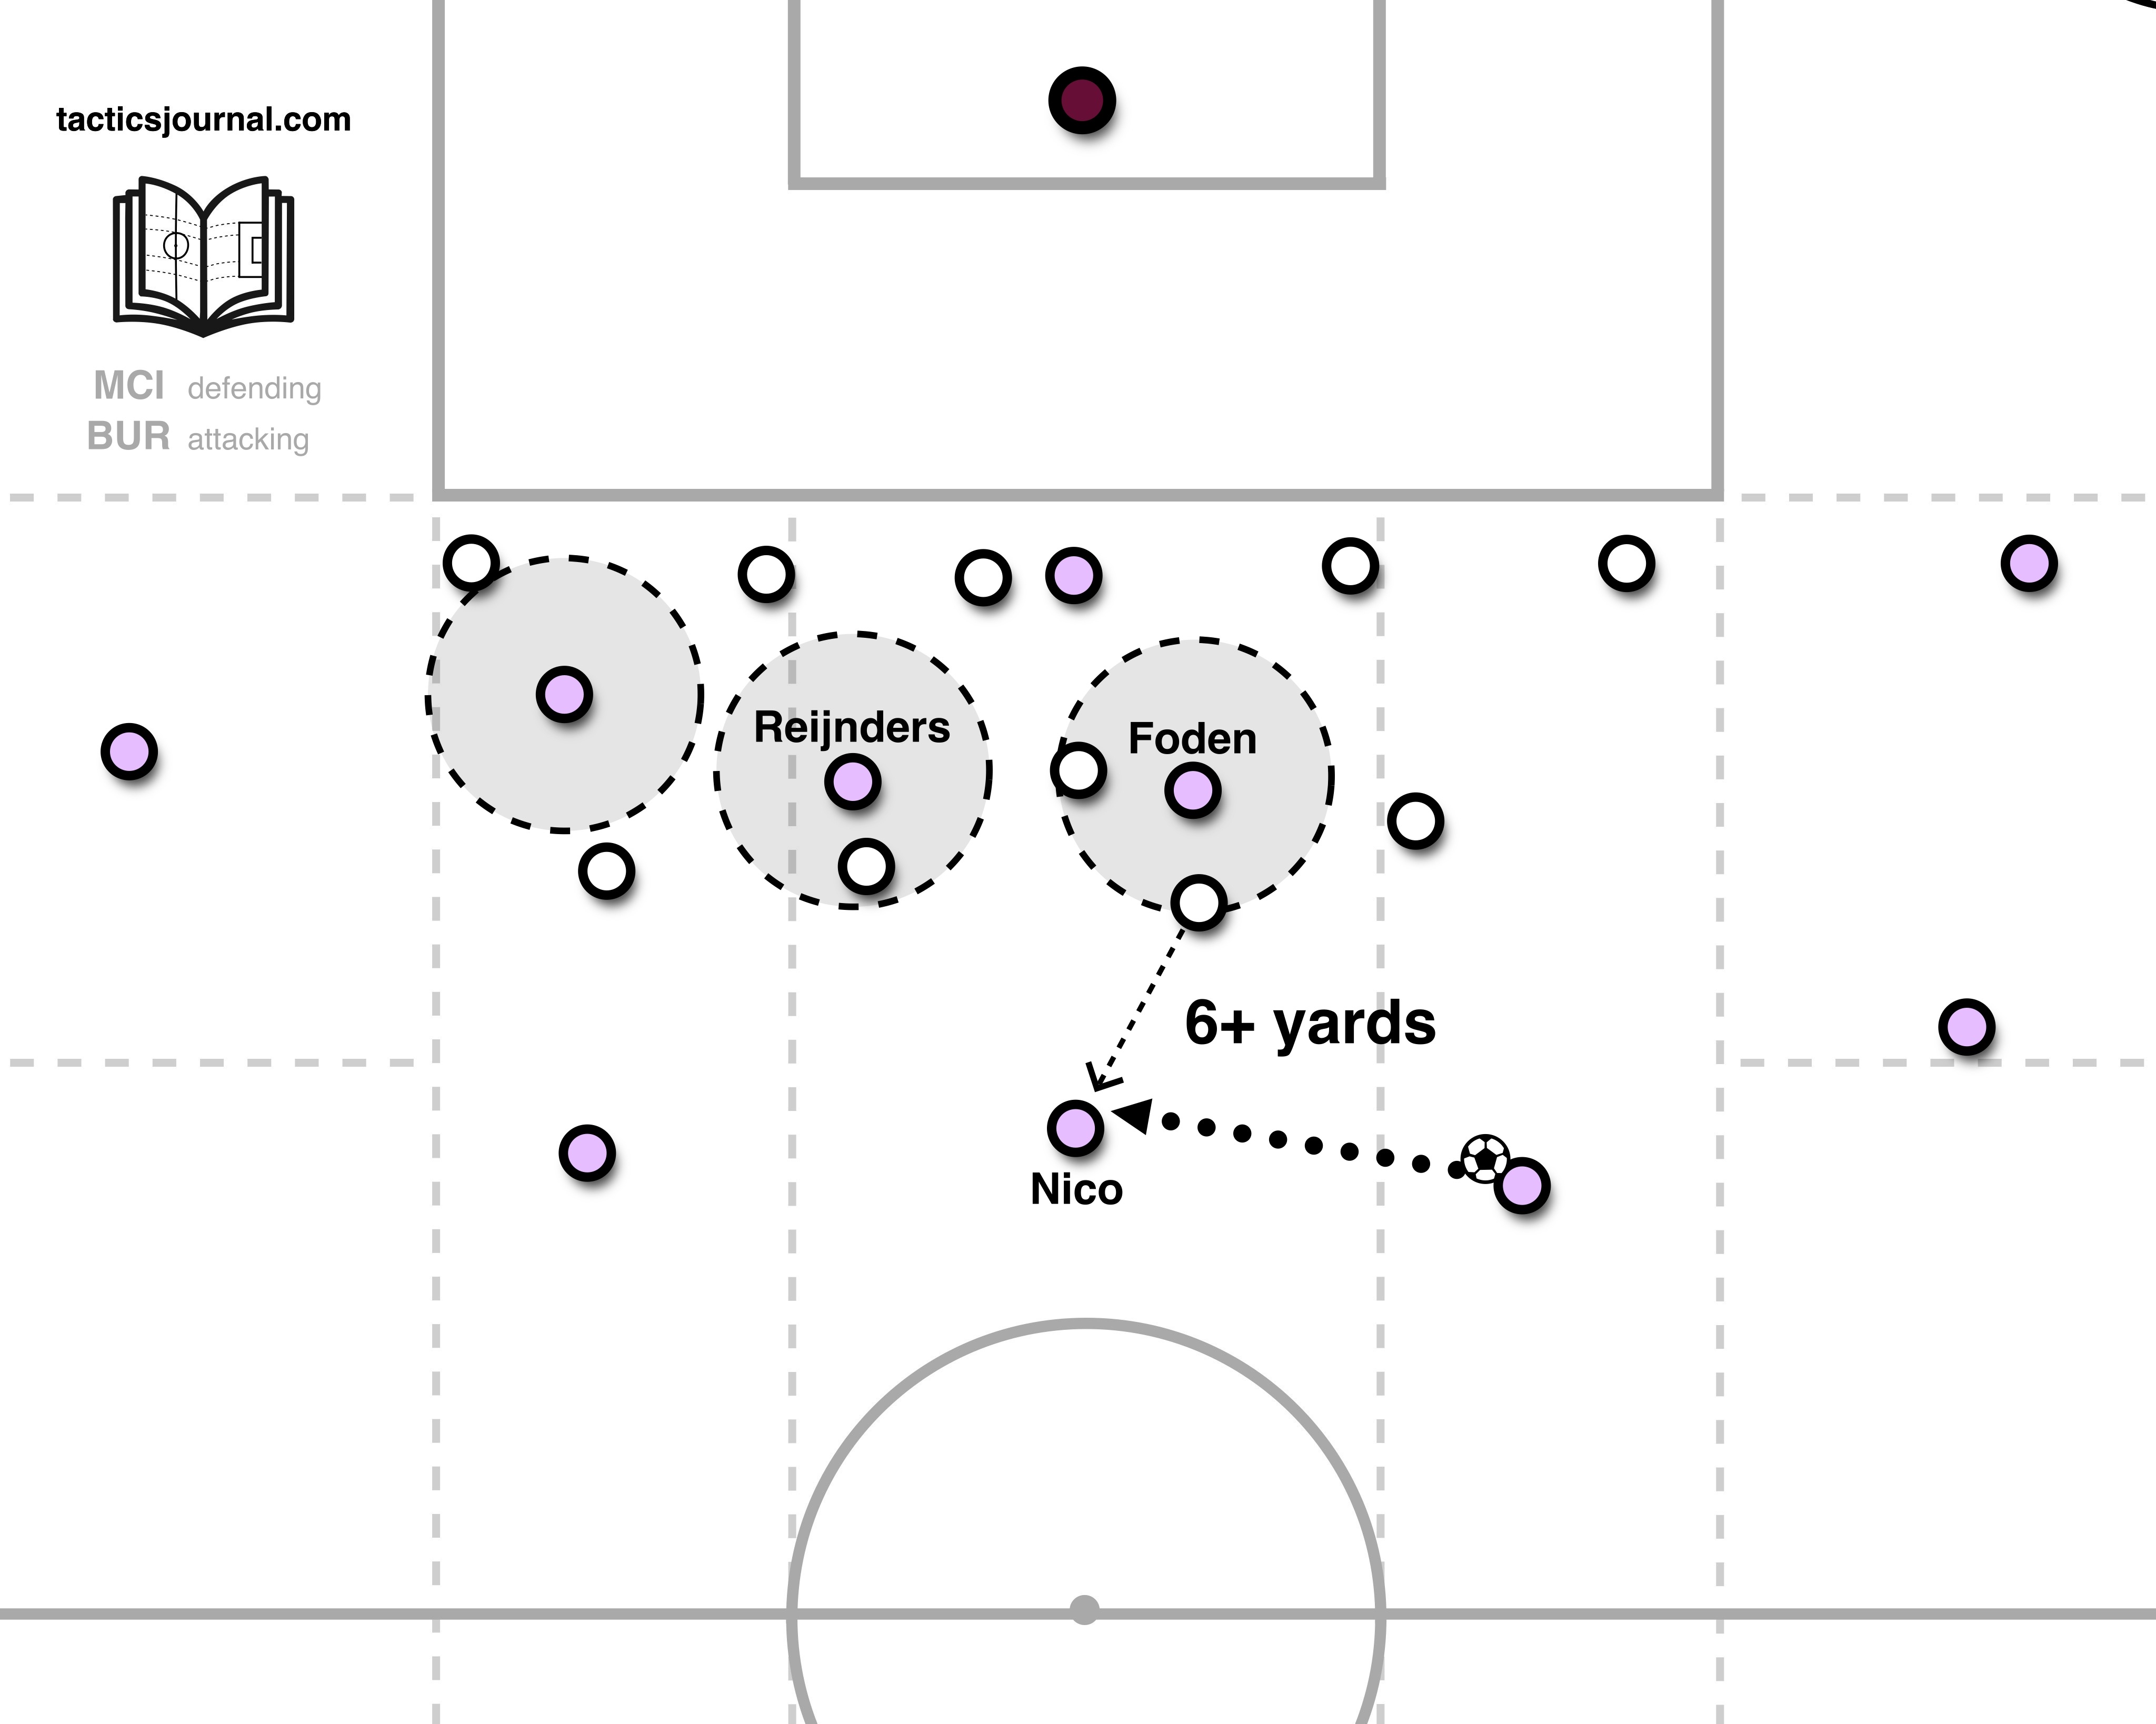 tacticsjournal.com
MCI defending
BUR attacking
Reijnders
Foden
6+ yards
Nico